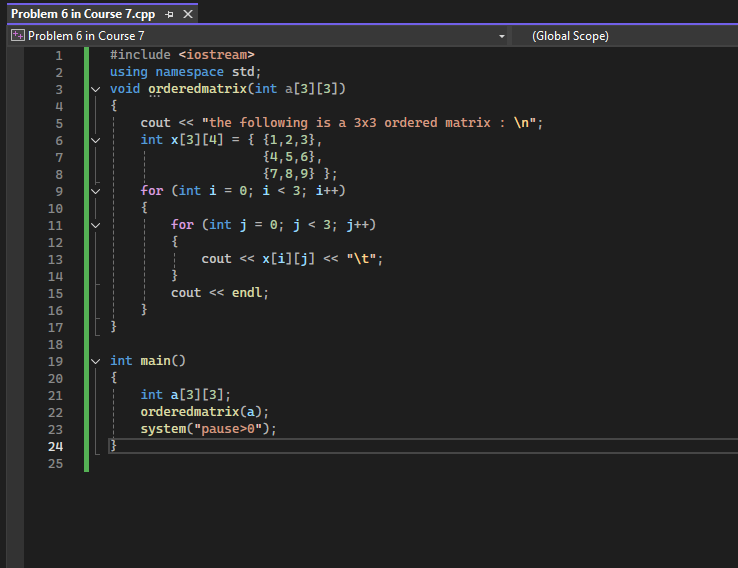 Problem 6 in Course 7.cpp
Problem 6 in Course 7 (Global Scope)
1 #include <iostream>
2 using namespace std;
3 void orderedmatrix(int a[3][3])
4 {
5 cout << "the following is a 3x3 ordered matrix : \n";
6 int x[3][4] = { {1,2,3},
7 {4,5,6},
8 {7,8,9} };
9 for (int i = 0; i < 3; i++)
10 {
11 for (int j = 0; j < 3; j++)
12 {
13 cout << x[i][j] << "\t";
14 }
15 cout << endl;
16 }
17 }
18
19 int main()
20 {
21 int a[3][3];
22 orderedmatrix(a);
23 system("pause>0");
24 }
25